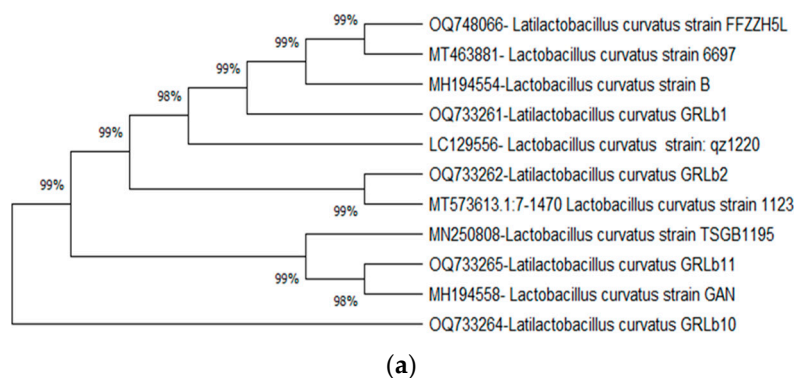 99%
OQ748066- Latilactobacillus curvatus strain FFZZH5L
99%
MT463881- Lactobacillus curvatus strain 6697
99%
MH194554-Lactobacillus curvatus strain B
98%
OQ733261-Latilactobacillus curvatus GRLb1
99%
LC129556- Lactobacillus curvatus strain: qz1220
99%
OQ733262-Latilactobacillus curvatus GRLb2
99%
MT573613.1:7-1470 Lactobacillus curvatus strain 1123
MN250808-Lactobacillus curvatus strain TSGB1195
99%
OQ733265-Latilactobacillus curvatus GRLb11
98%
MH194558- Lactobacillus curvatus strain GAN
OQ733264-Latilactobacillus curvatus GRLb10
(a)